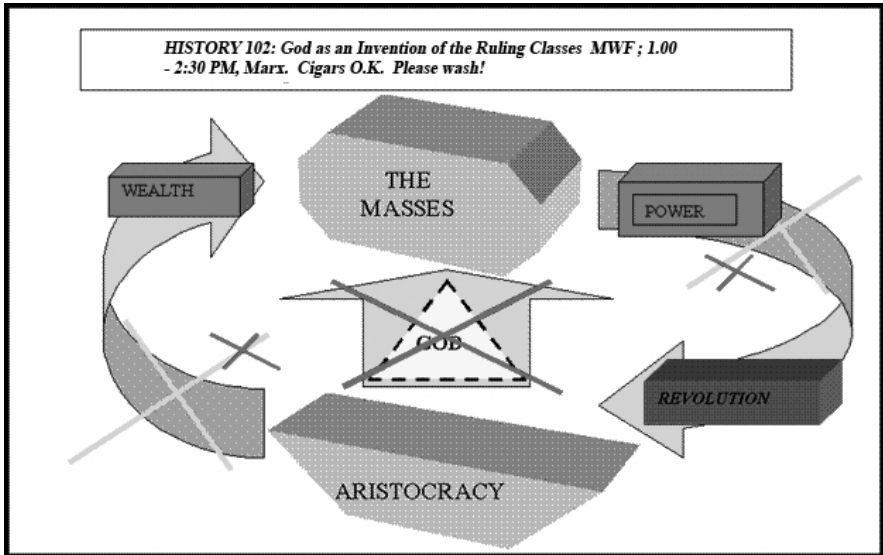 HISTORY 102: God as an Invention of the Ruling Classes MWF ; 1.00
- 2:30 PM, Marx. Cigars O.K. Please wash!
THE
MASSES
WEALTH
POWER
GOD
REVOLUTION
ARISTOCRACY